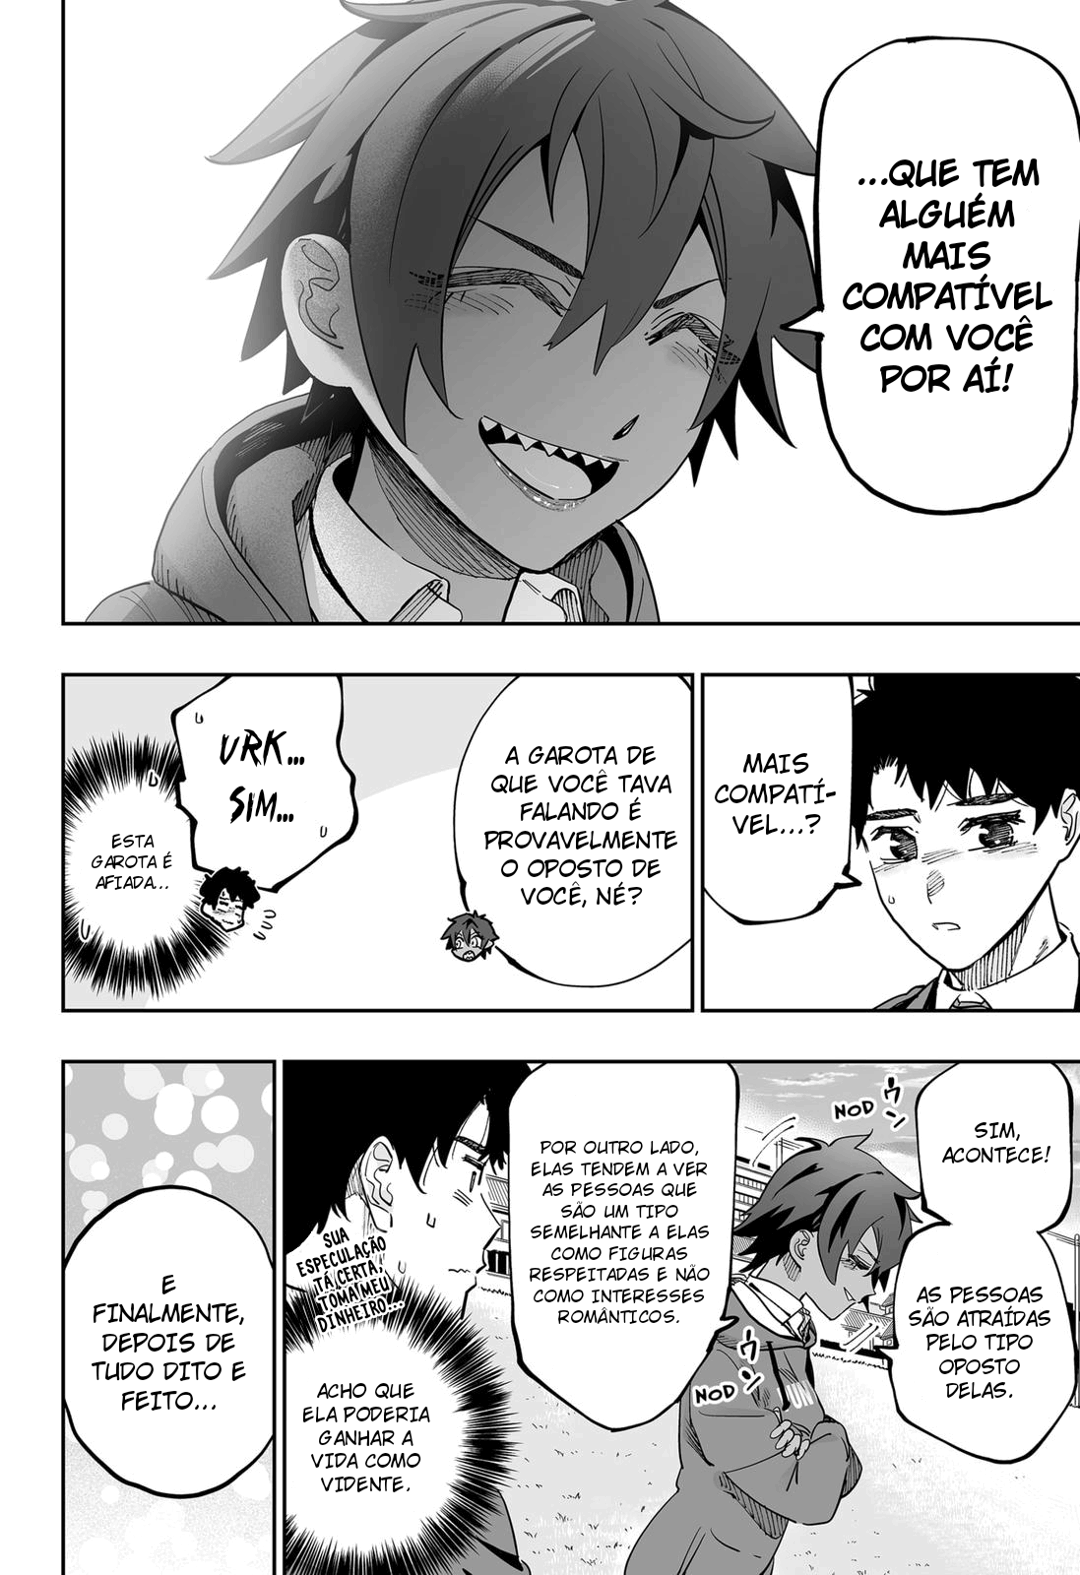 ...QUE TEM
ALGUÉM
MAIS
COMPATÍVEL
COM VOCÊ
POR AÍ!
MAIS
COMPATÍ-
VEL...?
A GAROTA DE
QUE VOCÊ TAVA
FALANDO É
PROVAVELMENTE
O OPOSTO DE
VOCÊ, NÉ?
URK...
SIM...
ESTA
GAROTA É
AFIADA...
SIM,
ACONTECE!
NOD
ウ
ン
AS PESSOAS
SÃO ATRAÍDAS
PELO TIPO
OPOSTO
DELAS.
POR OUTRO LADO,
ELAS TENDEM A VER
AS PESSOAS QUE
SÃO UM TIPO
SEMELHANTE A ELAS
COMO FIGURAS
RESPEITADAS E NÃO
COMO INTERESSES
ROMÂNTICOS.
NOD
ウ
ン
SUA
ESPECULAÇÃO
TÁ CERTA,
TOMA MEU
DINHEIRO...
ACHO QUE
ELA PODERIA
GANHAR A
VIDA COMO
VIDENTE.
E
FINALMENTE,
DEPOIS DE
TUDO DITO E
FEITO...